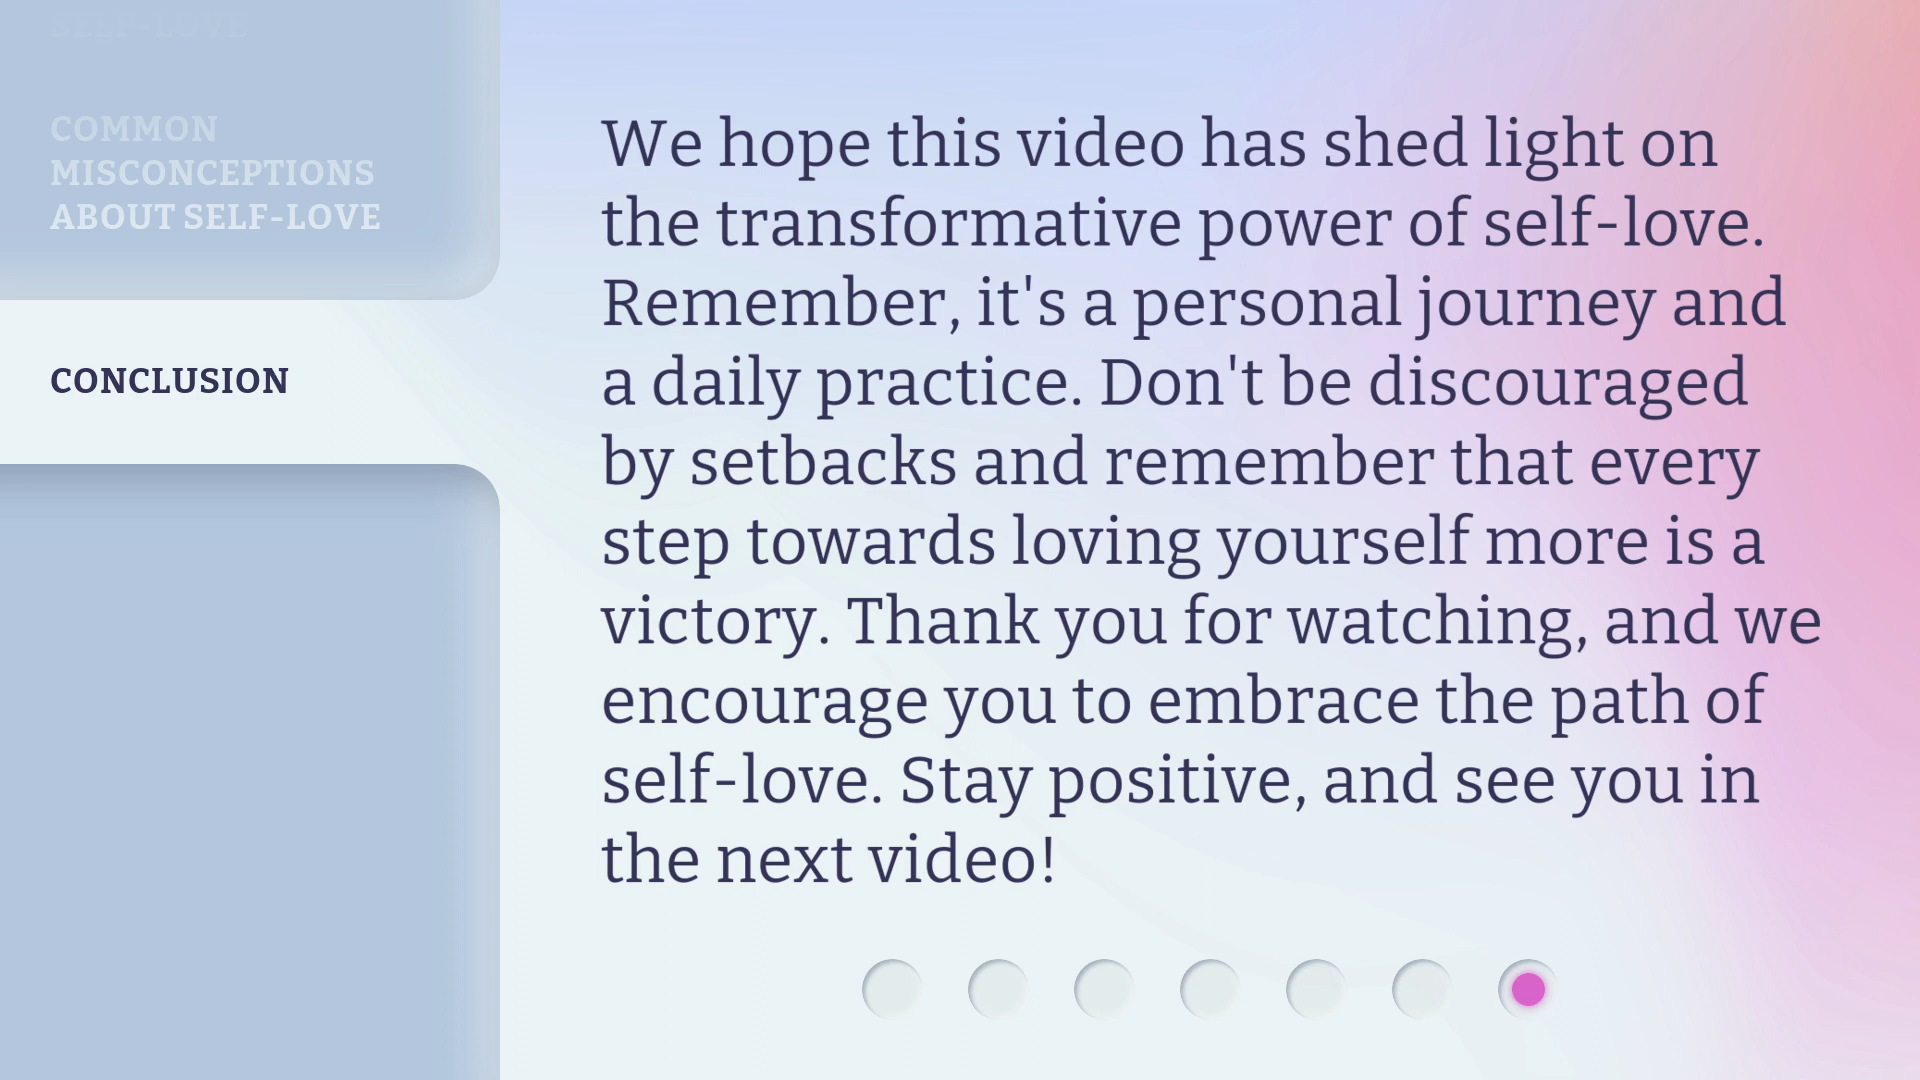 SELF-LOVE
COMMON
MISCONCEPTIONS
ABOUT SELF-LOVE
CONCLUSION
We hope this video has shed light on
the transformative power of self-love.
Remember, it's a personal journey and
a daily practice. Don't be discouraged
by setbacks and remember that every
step towards loving yourself more is a
victory. Thank you for watching, and we
encourage you to embrace the path of
self-love. Stay positive, and see you in
the next video!